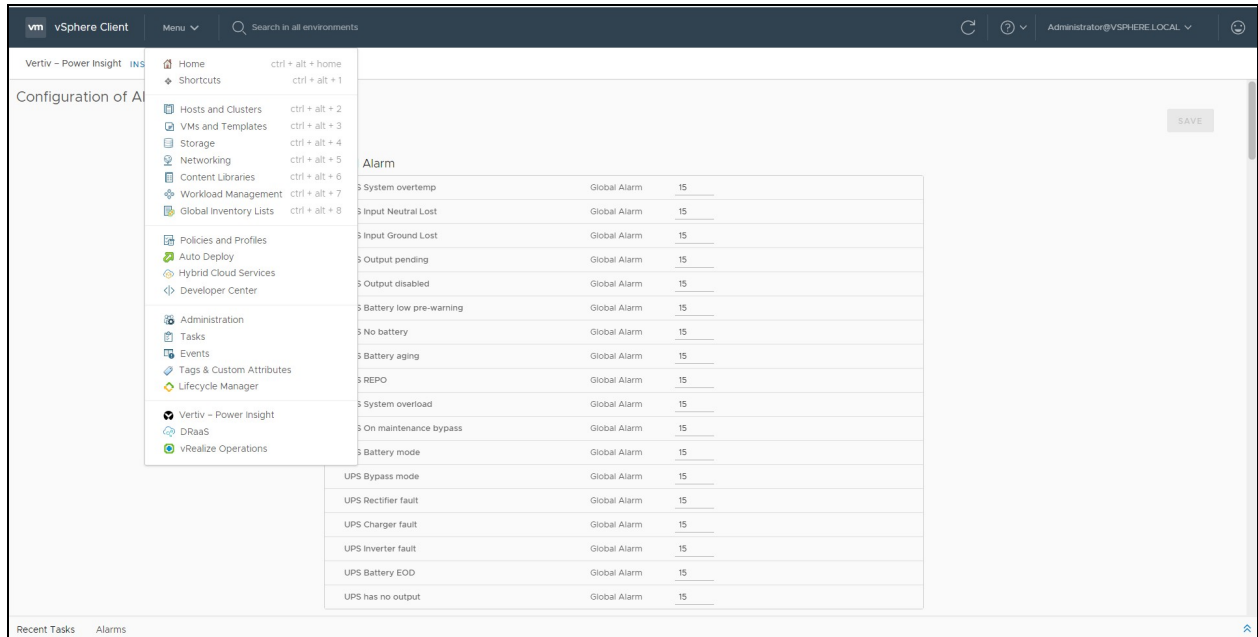 vm vSphere Client Menu Search in all environments Administrator@VSPHERE.LOCAL
Vertiv – Power Insight INS
Configuration of Al
SAVE
Home ctrl + alt + home
Shortcuts ctrl + alt + 1
Hosts and Clusters ctrl + alt + 2
VMs and Templates ctrl + alt + 3
Storage ctrl + alt + 4
Networking ctrl + alt + 5
Content Libraries ctrl + alt + 6
Workload Management ctrl + alt + 7
Global Inventory Lists ctrl + alt + 8
Policies and Profiles
Auto Deploy
Hybrid Cloud Services
Developer Center
Administration
Tasks
Events
Tags & Custom Attributes
Lifecycle Manager
Vertiv – Power Insight
DRaaS
vRealize Operations
Alarm
S System overtemp Global Alarm 15
S Input Neutral Lost Global Alarm 15
S Input Ground Lost Global Alarm 15
S Output pending Global Alarm 15
S Output disabled Global Alarm 15
S Battery low pre-warning Global Alarm 15
S No battery Global Alarm 15
S Battery aging Global Alarm 15
S REPO Global Alarm 15
S System overload Global Alarm 15
S On maintenance bypass Global Alarm 15
S Battery mode Global Alarm 15
UPS Bypass mode Global Alarm 15
UPS Rectifier fault Global Alarm 15
UPS Charger fault Global Alarm 15
UPS Inverter fault Global Alarm 15
UPS Battery EOD Global Alarm 15
UPS has no output Global Alarm 15
Recent Tasks Alarms